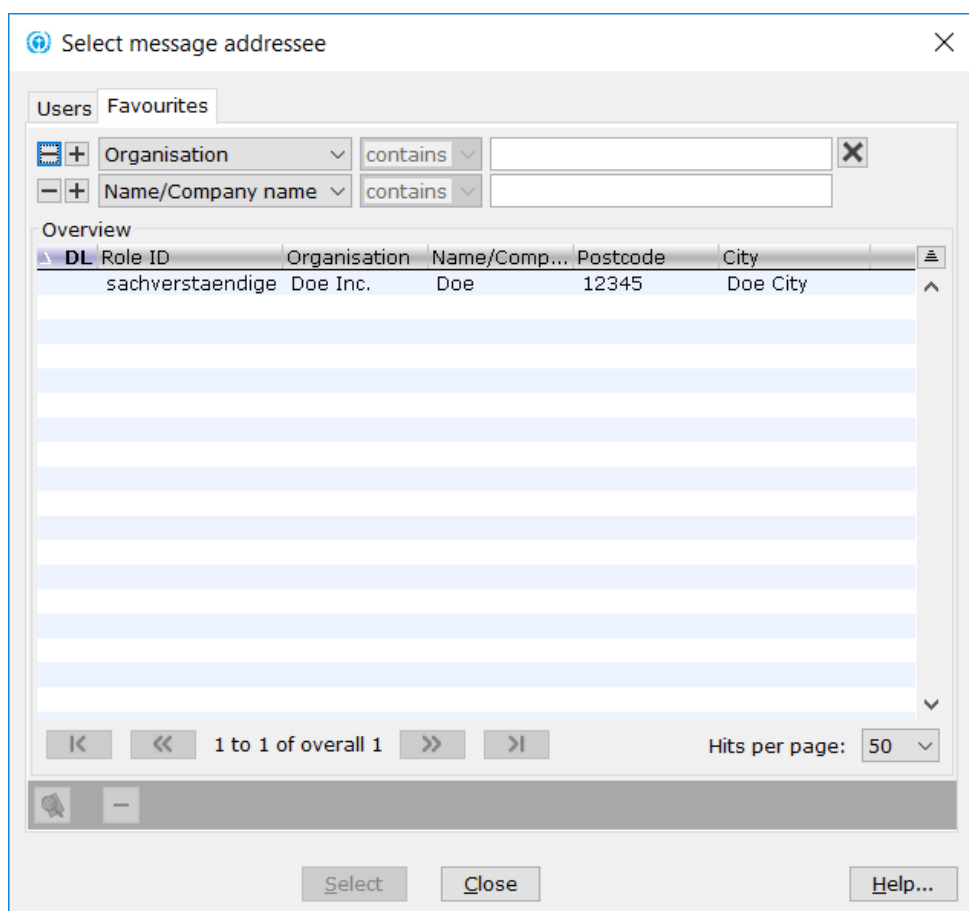 Select message addressee
Users Favourites
Organisation contains
Name/Company name contains
Overview
DL Role ID Organisation Name/Comp... Postcode City
sachverstaendige Doe Inc. Doe 12345 Doe City
1 to 1 of overall 1 Hits per page: 50
Select Close Help...